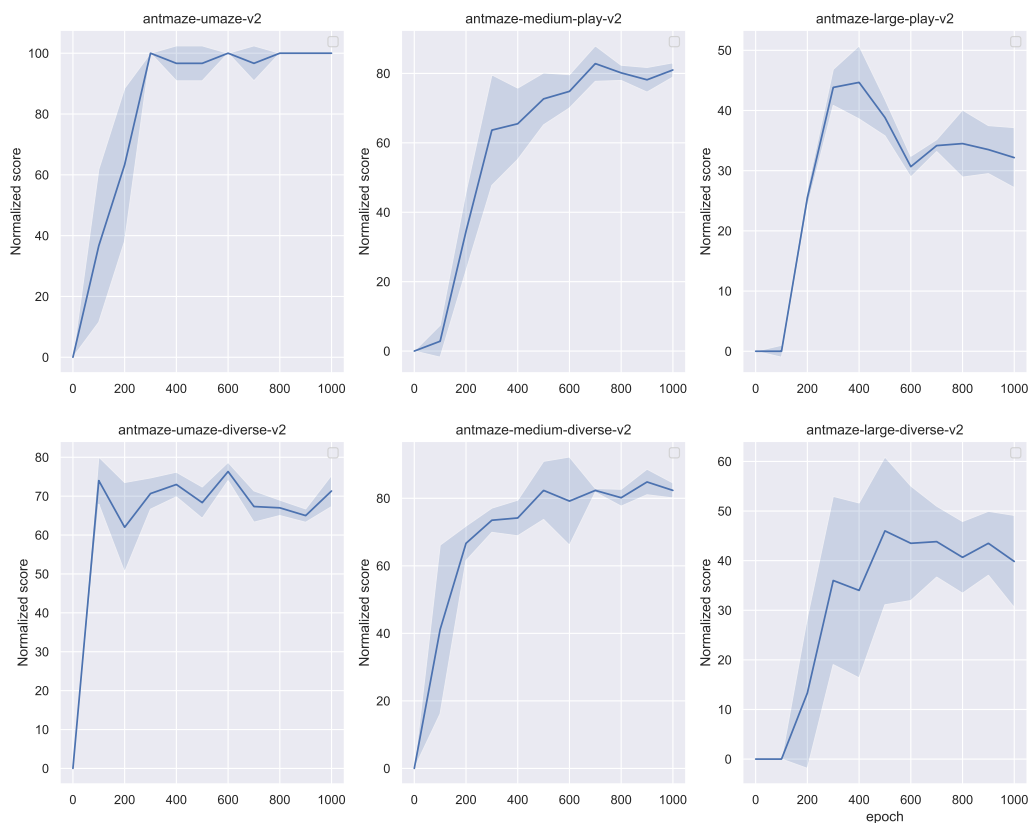 antmaze-umaze-v2
Normalized score
100
80
60
40
20
0
0 200 400 600 800 1000
antmaze-medium-play-v2
Normalized score
80
60
40
20
0
0 200 400 600 800 1000
antmaze-large-play-v2
Normalized score
50
40
30
20
10
0
0 200 400 600 800 1000
antmaze-umaze-diverse-v2
Normalized score
80
70
60
50
40
30
20
10
0
0 200 400 600 800 1000
antmaze-medium-diverse-v2
Normalized score
80
60
40
20
0
0 200 400 600 800 1000
antmaze-large-diverse-v2
Normalized score
60
50
40
30
20
10
0
0 200 400 600 800 1000
epoch